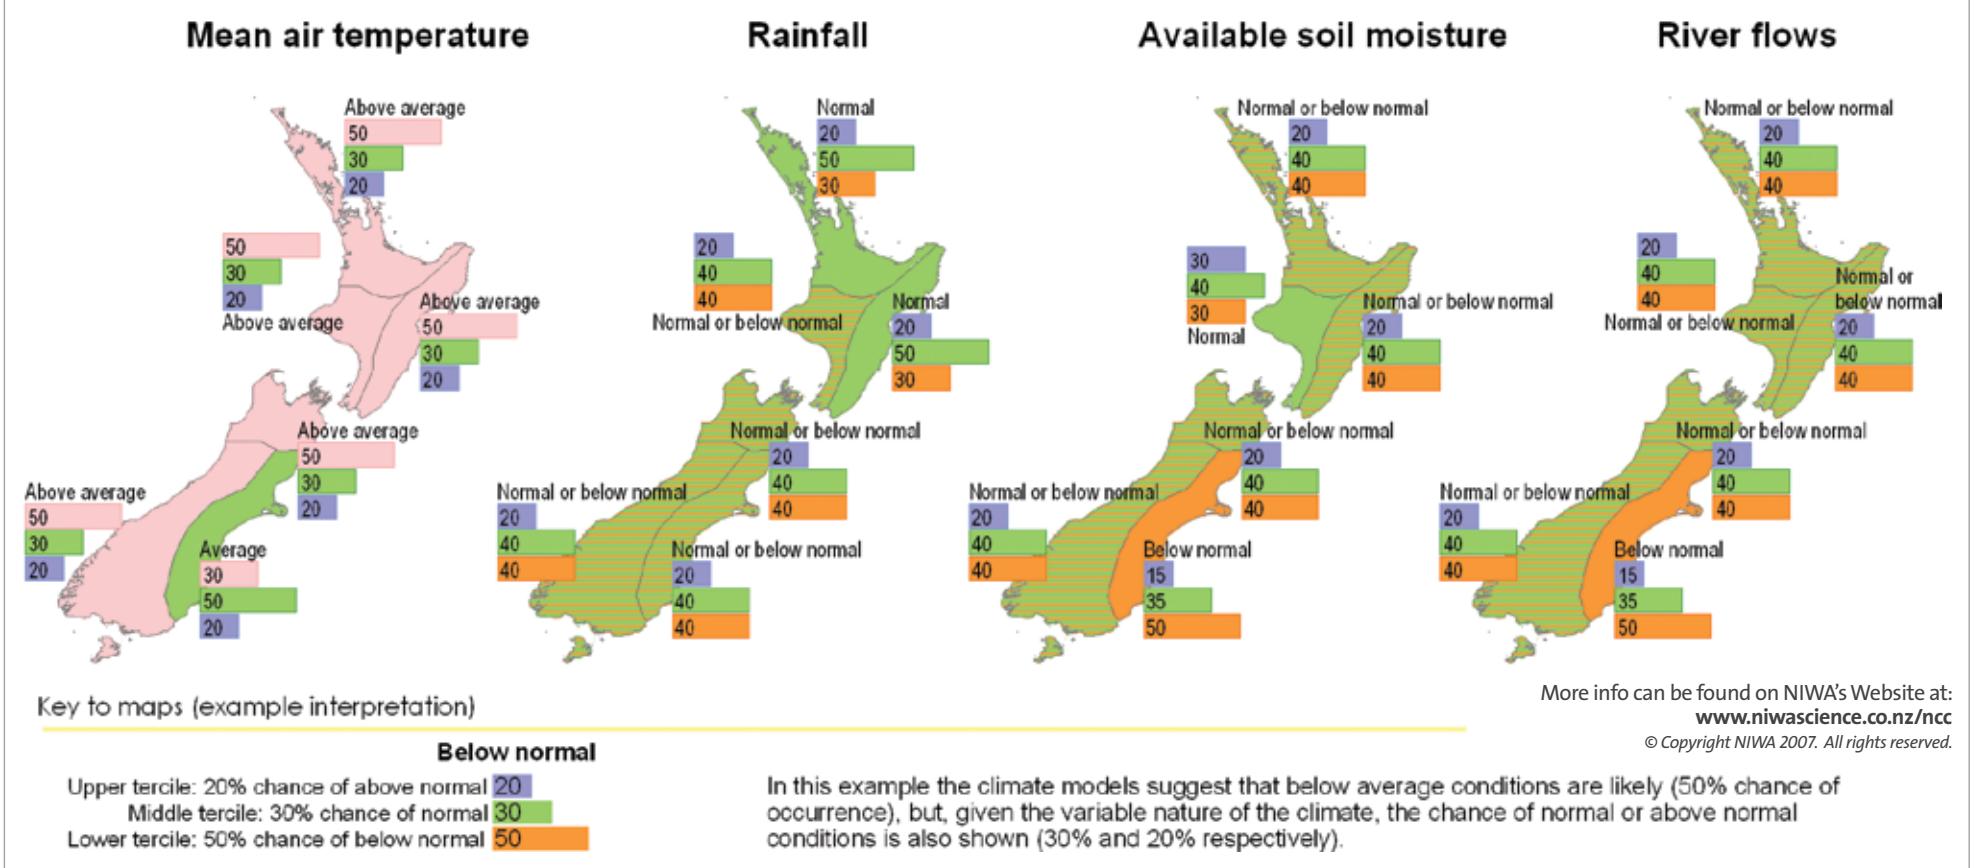 Mean air temperature
Above average
50
30
20
50
30
20
Above average
Above average
50
30
20
Above average
50
30
20
Above average
50
30
20
Average
30
50
20
Rainfall
Normal
20
50
30
20
40
40
Normal or below normal
Normal
20
50
30
Normal or below normal
20
40
40
Normal or below normal
20
40
40
Normal or below normal
20
40
40
Available soil moisture
Normal or below normal
20
40
40
30
40
30
Normal
Normal or below normal
20
40
40
Normal or below normal
20
40
40
Normal or below normal
20
40
40
Below normal
15
35
50
River flows
Normal or below normal
20
40
40
20
40
40
Normal or below normal
Normal or
below normal
20
40
40
Normal or below normal
20
40
40
Normal or below normal
20
40
40
Below normal
15
35
50
More info can be found on NIWA's Website at:
www.niwascience.co.nz/ncc
© Copyright NIWA 2007. All rights reserved.
Key to maps (example interpretation)
Below normal
Upper tercile: 20% chance of above normal 20
Middle tercile: 30% chance of normal 30
Lower tercile: 50% chance of below normal 50
In this example the climate models suggest that below average conditions are likely (50% chance of
occurrence), but, given the variable nature of the climate, the chance of normal or above normal
conditions is also shown (30% and 20% respectively).